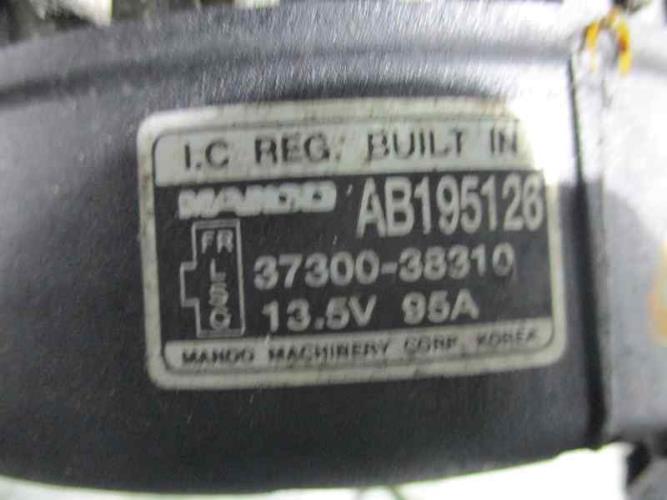 I.C REG. BUILT IN
MANDO AB195126
FR
L
S
C
37300-38310
13.5V 95A
MANDO MACHINERY CORP. KOREA